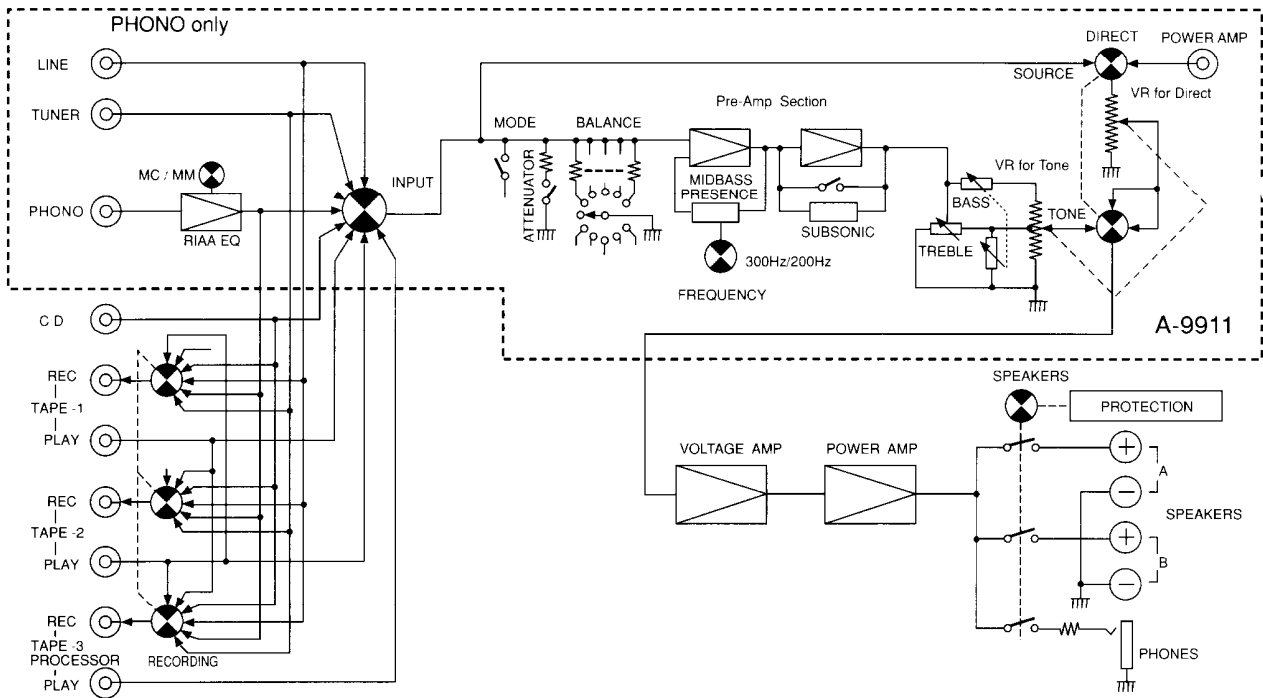 PHONO only
LINE
TUNER
MC / MM
PHONO
RIAA EQ
INPUT
MODE
ATTENUATOR
BALANCE
Pre-Amp Section
MIDBASS
PRESENCE
SUBSONIC
300Hz/200Hz
FREQUENCY
DIRECT
POWER AMP
SOURCE
VR for Direct
VR for Tone
BASS
TONE
TREBLE
A-9911
CD
REC
TAPE -1
PLAY
REC
TAPE -2
PLAY
REC
TAPE -3
PROCESSOR
PLAY
RECORDING
SPEAKERS
PROTECTION
VOLTAGE AMP
POWER AMP
+
A
−
SPEAKERS
+
B
−
PHONES